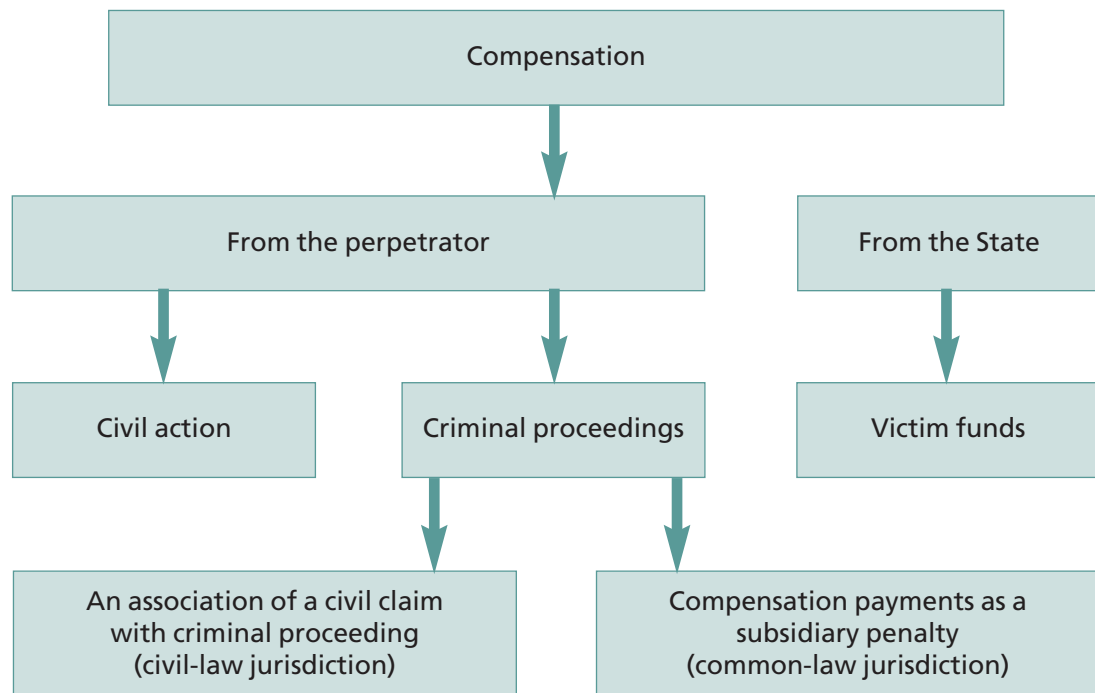 Compensation
From the perpetrator
From the State
Civil action
Criminal proceedings
Victim funds
An association of a civil claim
with criminal proceeding
(civil-law jurisdiction)
Compensation payments as a
subsidiary penalty
(common-law jurisdiction)